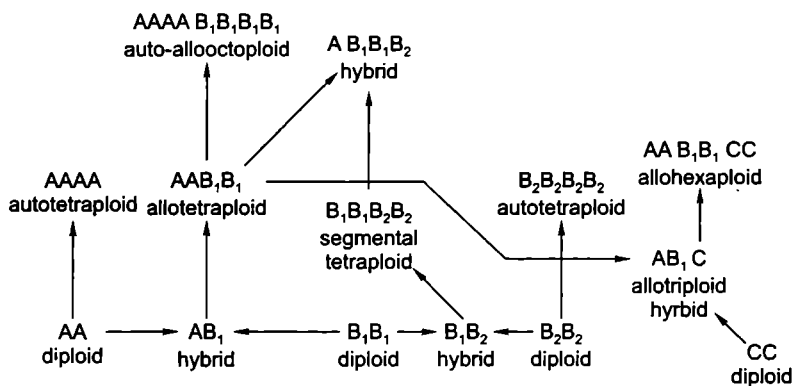 AAAA B₁B₁B₁B₁
auto-allooctoploid
A B₁B₁B₂
hybrid
AAAA
autotetraploid
AAB₁B₁
allotetraploid
B₁B₁B₂B₂
segmental
tetraploid
B₂B₂B₂B₂
autotetraploid
AA B₁B₁ CC
allohexaploid
AB₁ C
allotriploid
hyrbid
AA
diploid
AB₁
hybrid
B₁B₁
diploid
B₁B₂
hybrid
B₂B₂
diploid
CC
diploid